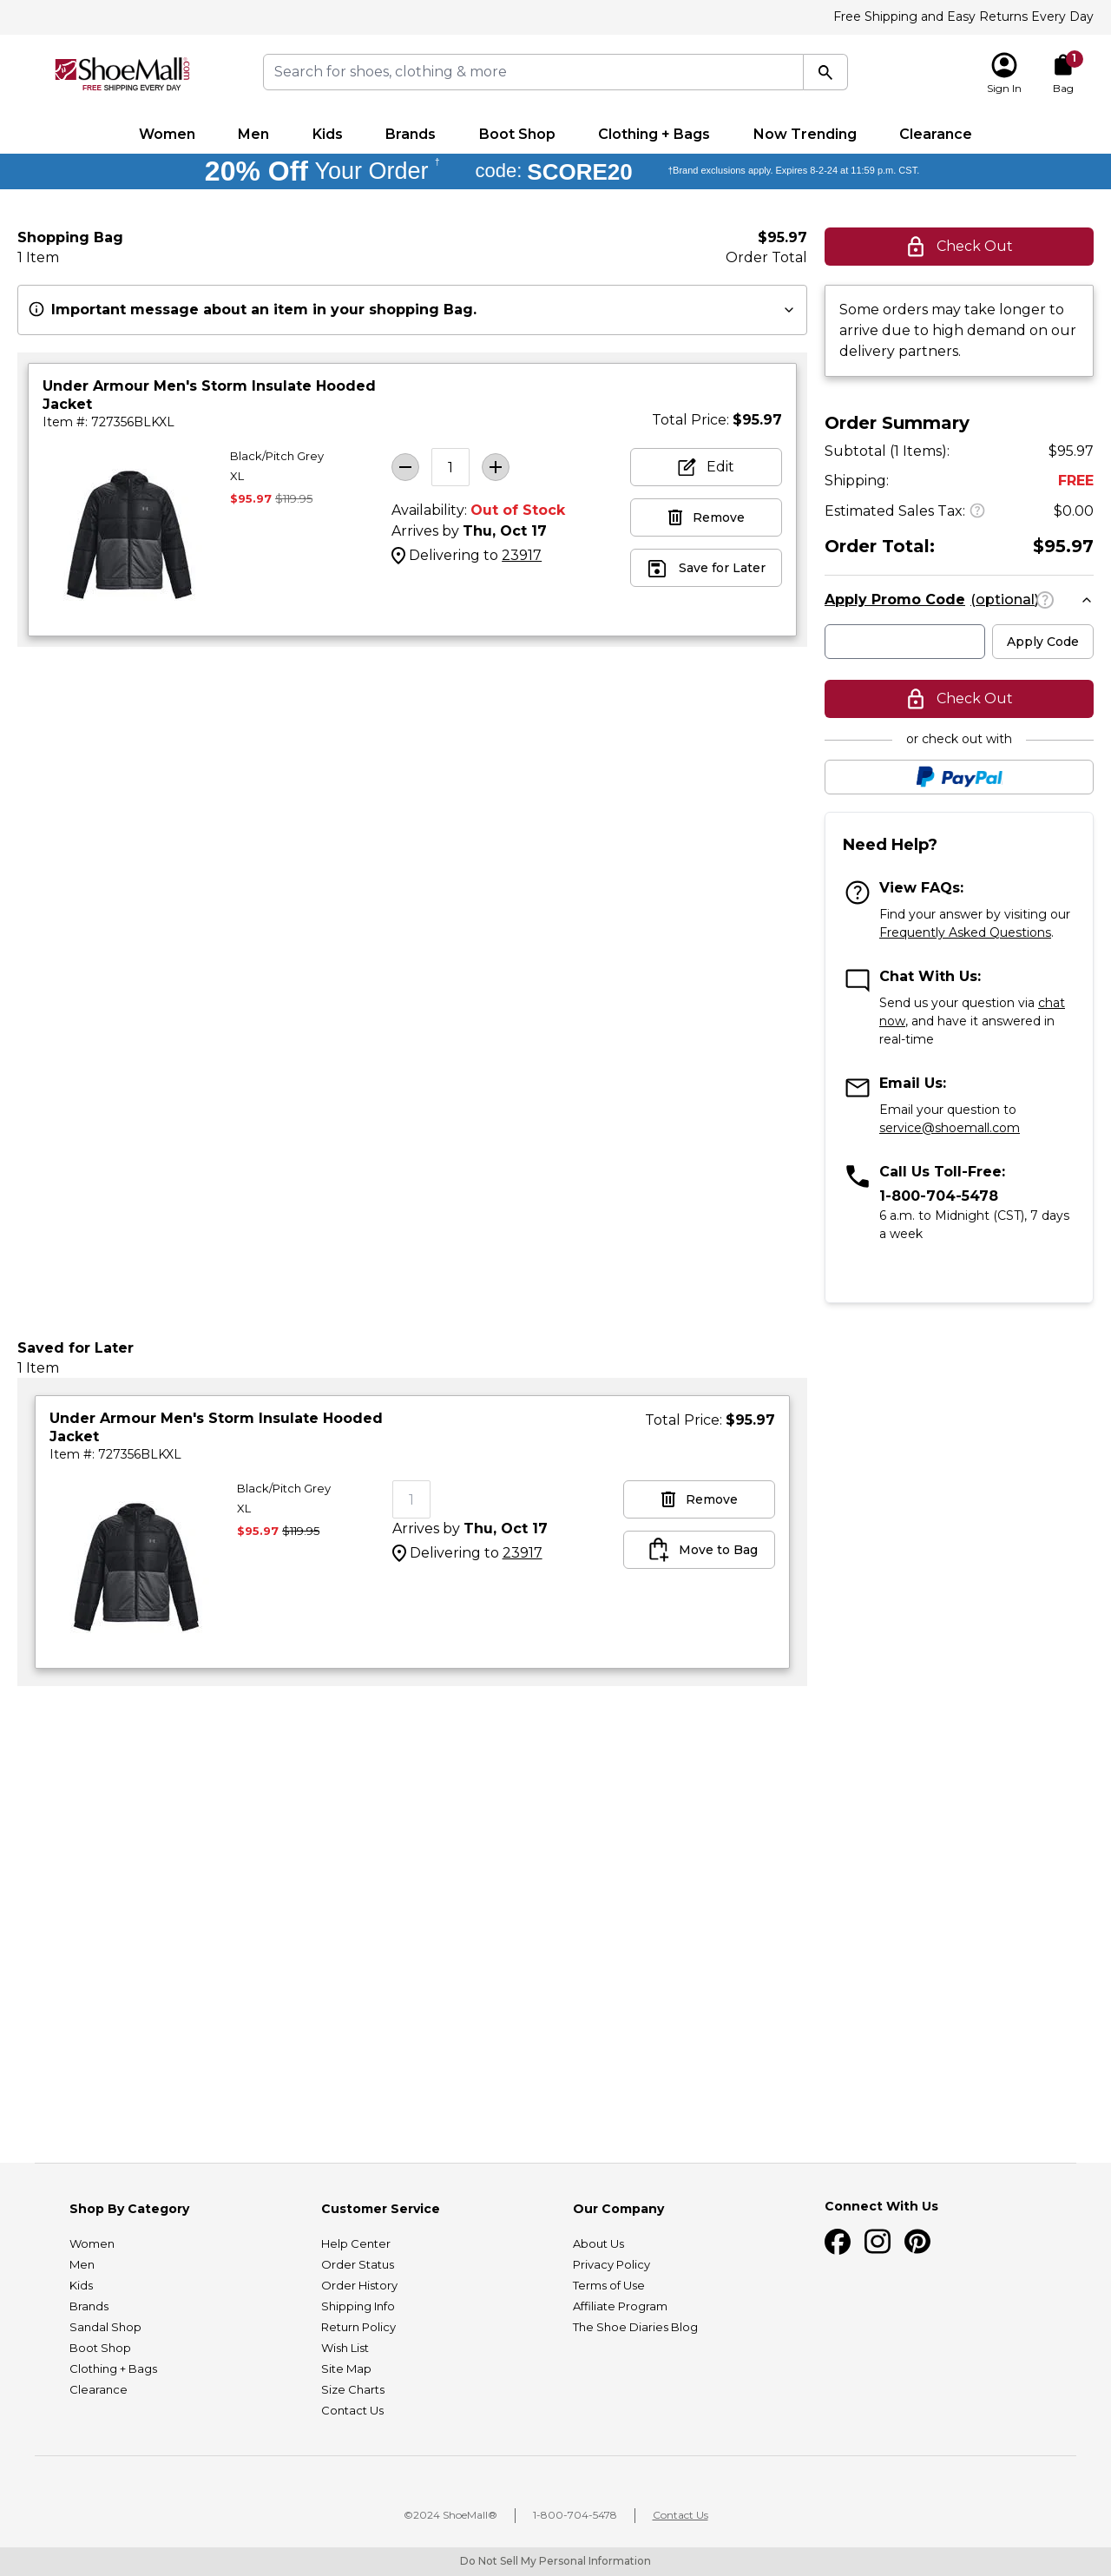 Free Shipping and Easy Returns Every Day
ShoeMall.com
FREE SHIPPING EVERY DAY
Search for shoes, clothing & more
Sign In
1
Bag
Women Men Kids Brands Boot Shop Clothing + Bags Now Trending Clearance
20% Off Your Order † code: SCORE20 †Brand exclusions apply. Expires 8-2-24 at 11:59 p.m. CST.
Shopping Bag
1 Item
$95.97
Order Total
Important message about an item in your shopping Bag.
Under Armour Men's Storm Insulate Hooded
Jacket
Item #: 727356BLKXL
Total Price: $95.97
Black/Pitch Grey
XL
$95.97 $119.95
1
Availability: Out of Stock
Arrives by Thu, Oct 17
Delivering to 23917
Edit
Remove
Save for Later
Check Out
Some orders may take longer to
arrive due to high demand on our
delivery partners.
Order Summary
Subtotal (1 Items): $95.97
Shipping: FREE
Estimated Sales Tax: ? $0.00
Order Total: $95.97
Apply Promo Code (optional) ?
Apply Code
Check Out
or check out with
PayPal
Need Help?
View FAQs:
Find your answer by visiting our
Frequently Asked Questions.
Chat With Us:
Send us your question via chat
now, and have it answered in
real-time
Email Us:
Email your question to
service@shoemall.com
Call Us Toll-Free:
1-800-704-5478
6 a.m. to Midnight (CST), 7 days
a week
Saved for Later
1 Item
Under Armour Men's Storm Insulate Hooded
Jacket
Item #: 727356BLKXL
Total Price: $95.97
Black/Pitch Grey
XL
$95.97 $119.95
1
Arrives by Thu, Oct 17
Delivering to 23917
Remove
Move to Bag
Shop By Category
Women
Men
Kids
Brands
Sandal Shop
Boot Shop
Clothing + Bags
Clearance
Customer Service
Help Center
Order Status
Order History
Shipping Info
Return Policy
Wish List
Site Map
Size Charts
Contact Us
Our Company
About Us
Privacy Policy
Terms of Use
Affiliate Program
The Shoe Diaries Blog
Connect With Us
©2024 ShoeMall® 1-800-704-5478 Contact Us
Do Not Sell My Personal Information